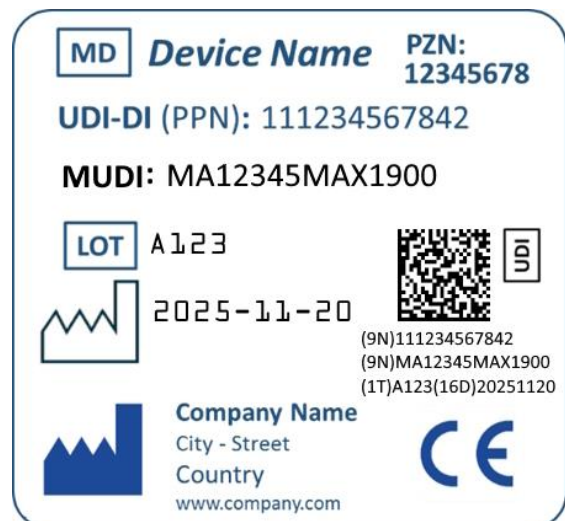 MD Device Name PZN:
12345678
UDI-DI (PPN): 111234567842
MUDI: MA12345MAX1900
LOT A123
UDI
2025-11-20
(9N)111234567842
(9N)MA12345MAX1900
(1T)A123(16D)20251120
Company Name
City - Street
Country
www.company.com
CE